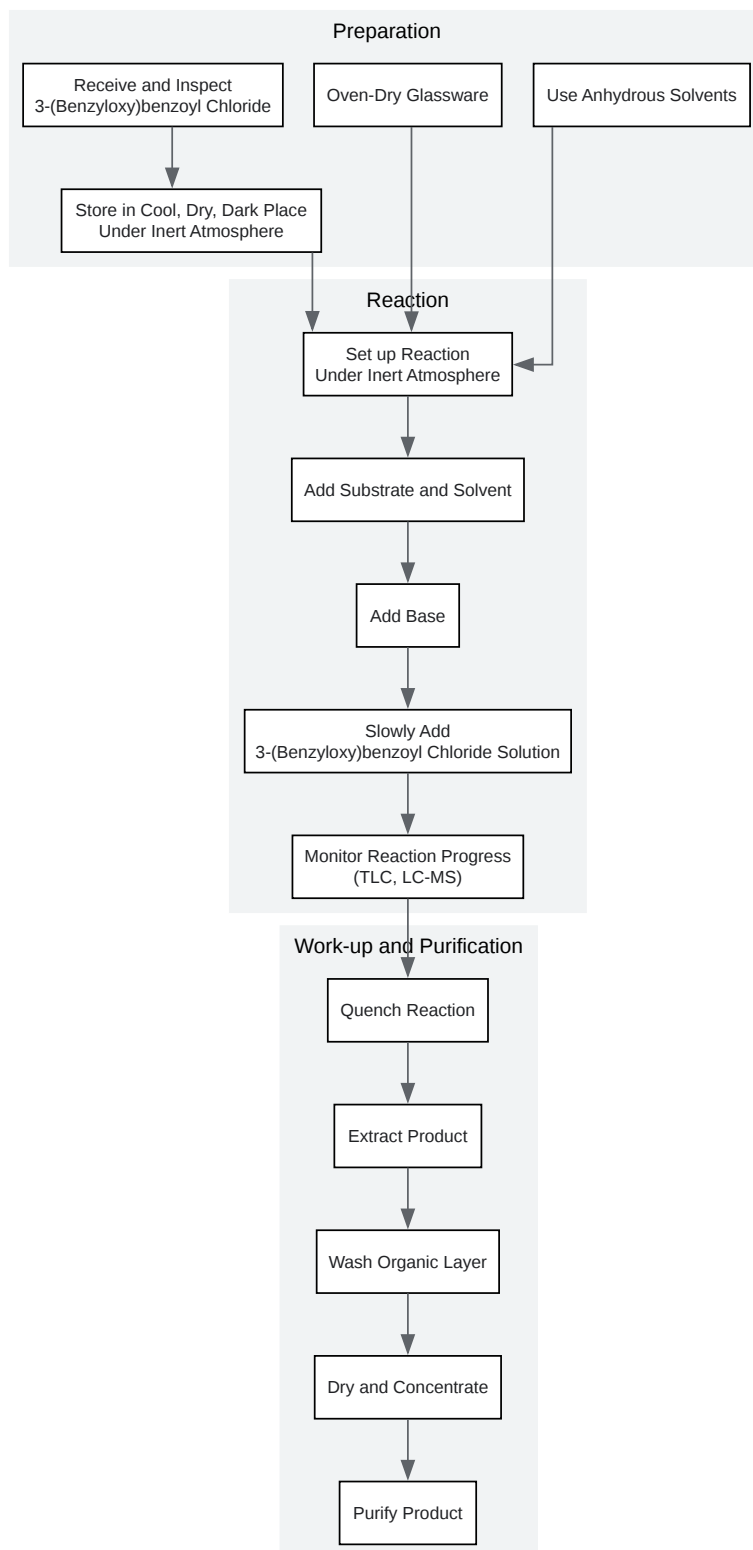 Preparation
Receive and Inspect
3-(Benzyloxy)benzoyl Chloride
Oven-Dry Glassware
Use Anhydrous Solvents
Store in Cool, Dry, Dark Place
Under Inert Atmosphere
Reaction
Set up Reaction
Under Inert Atmosphere
Add Substrate and Solvent
Add Base
Slowly Add
3-(Benzyloxy)benzoyl Chloride Solution
Monitor Reaction Progress
(TLC, LC-MS)
Work-up and Purification
Quench Reaction
Extract Product
Wash Organic Layer
Dry and Concentrate
Purify Product